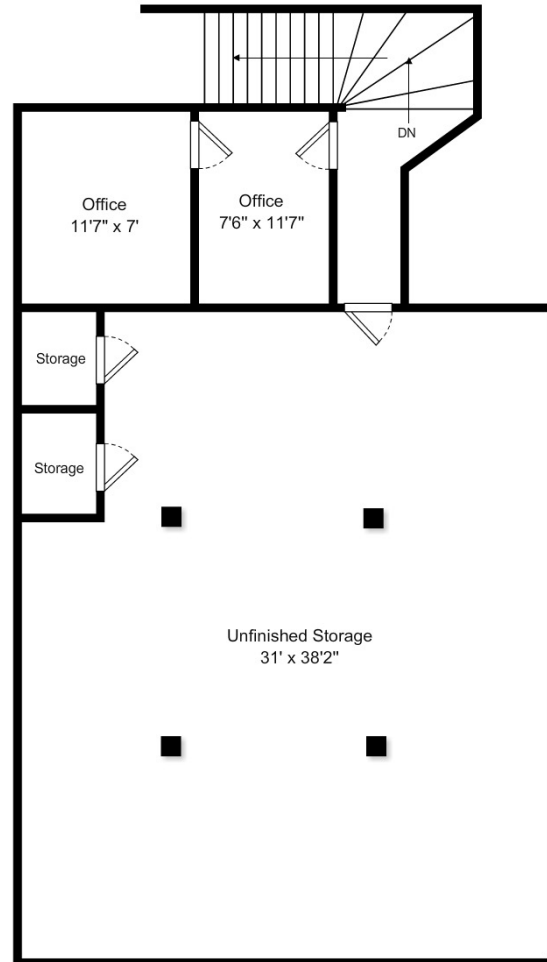 DN
Office
11'7" x 7'
Office
7'6" x 11'7"
Storage
Storage
Unfinished Storage
31' x 38'2"